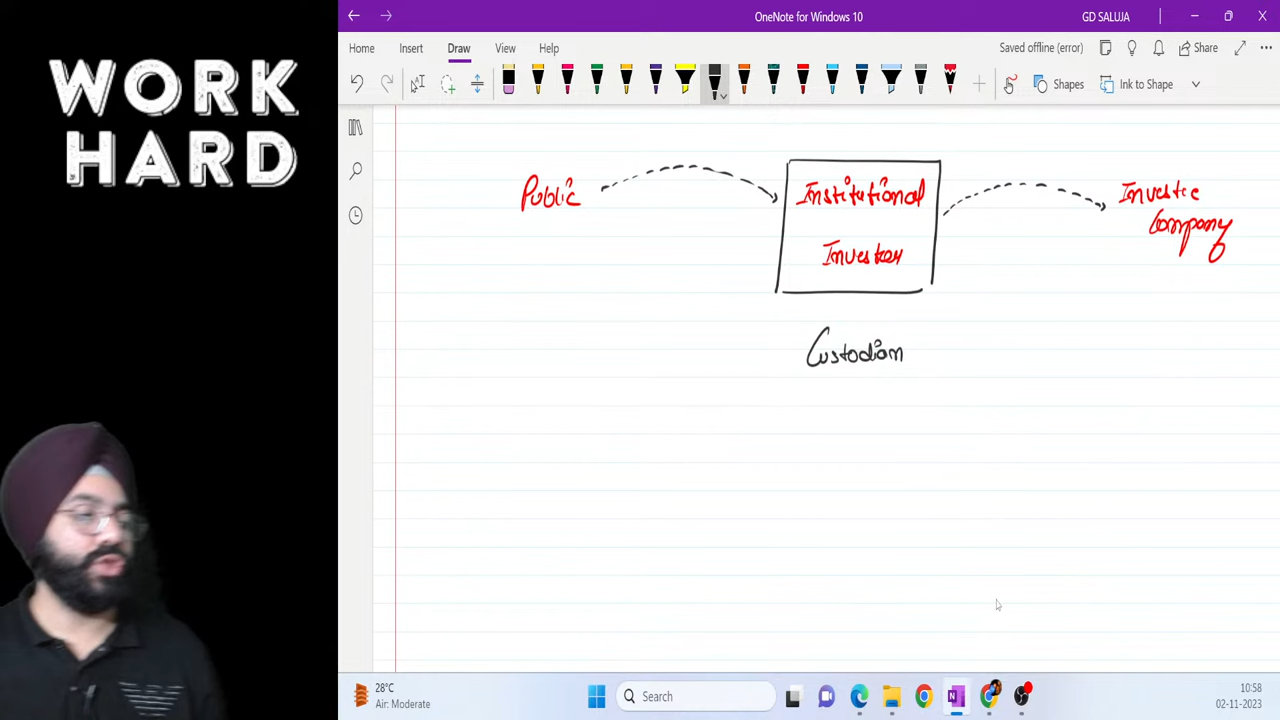 WORK
HARD
OneNote for Windows 10
GD SALUJA
Home
Insert
Draw
View
Help
Saved offline (error)
Share
Shapes
Ink to Shape
Public
Institutional
Investor
Investee
Company
Custodian
28°C
Air: Moderate
Search
10:58
02-11-2023